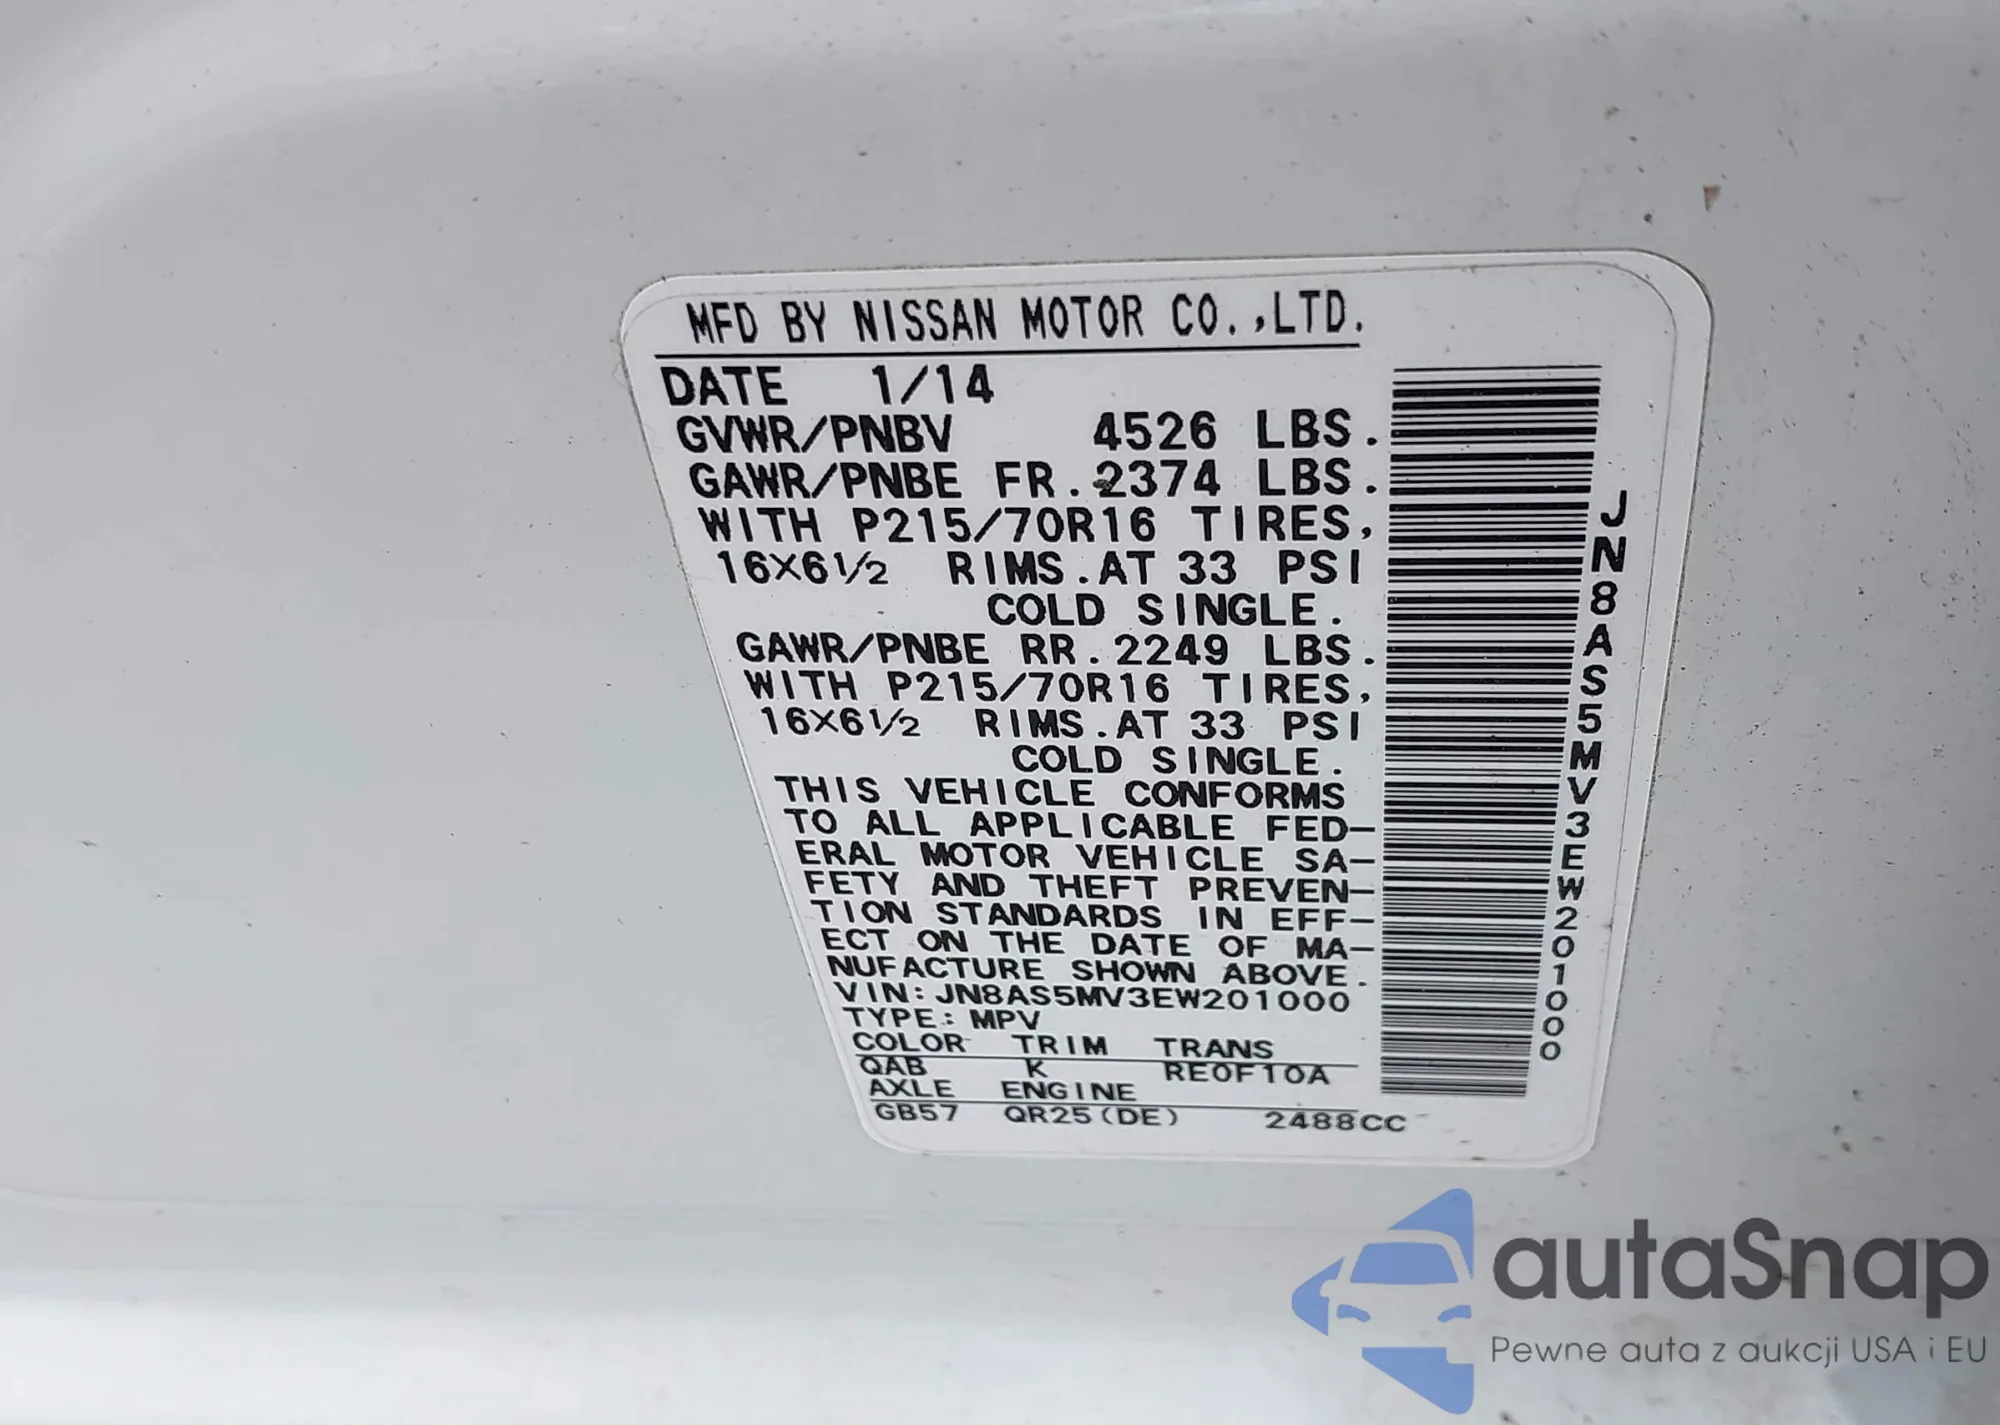 MFD BY NISSAN MOTOR CO.,LTD.
DATE 1/14
GVWR/PNBV 4526 LBS.
GAWR/PNBE FR.2374 LBS.
WITH P215/70R16 TIRES,
16X6½ RIMS.AT 33 PSI
COLD SINGLE.
GAWR/PNBE RR.2249 LBS.
WITH P215/70R16 TIRES,
16X6½ RIMS.AT 33 PSI
COLD SINGLE.
THIS VEHICLE CONFORMS
TO ALL APPLICABLE FED-
ERAL MOTOR VEHICLE SA-
FETY AND THEFT PREVEN-
TION STANDARDS IN EFF-
ECT ON THE DATE OF MA-
NUFACTURE SHOWN ABOVE.
VIN:JN8AS5MV3EW201000
TYPE:MPV
COLOR TRIM TRANS
QAB K RE0F10A
AXLE ENGINE
GB57 QR25(DE) 2488CC
JN8AS5MV3EW201000
autaSnap
Pewne auta z aukcji USA i EU